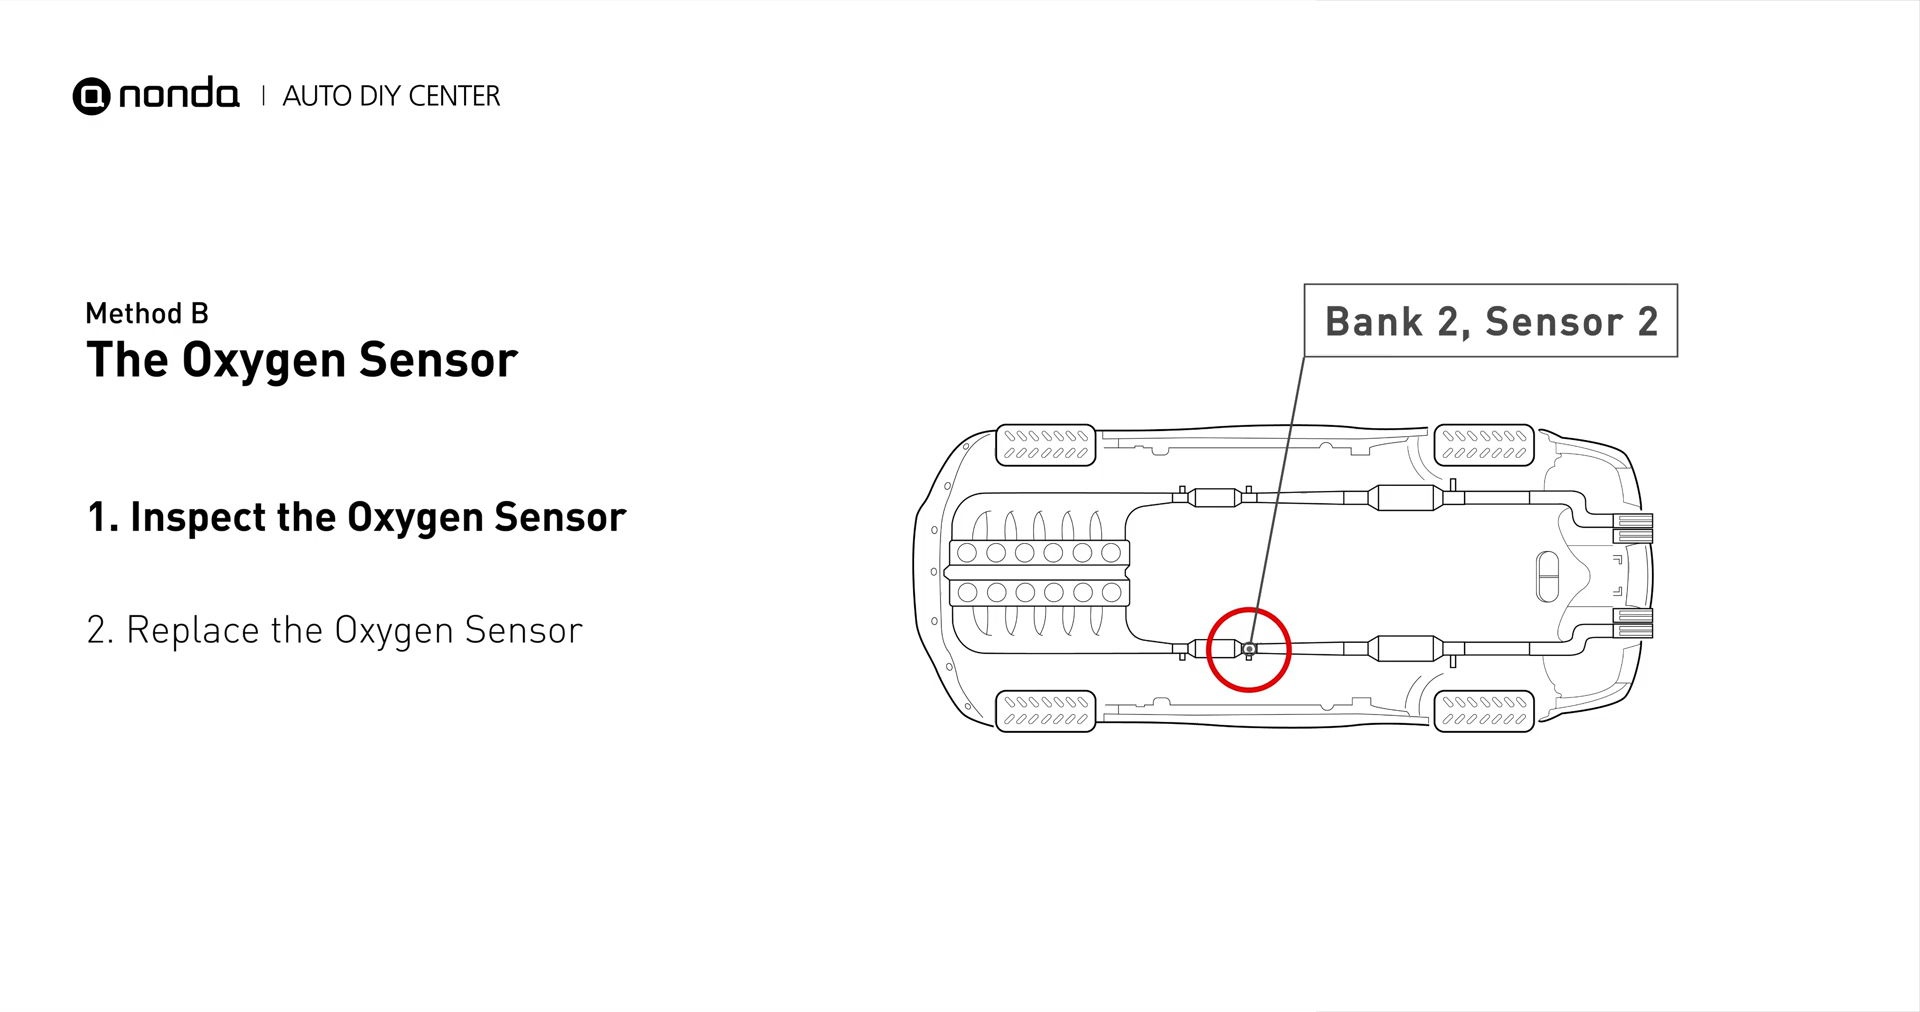 nonda | AUTO DIY CENTER
Bank 2, Sensor 2
Method B
The Oxygen Sensor
1. Inspect the Oxygen Sensor
2. Replace the Oxygen Sensor